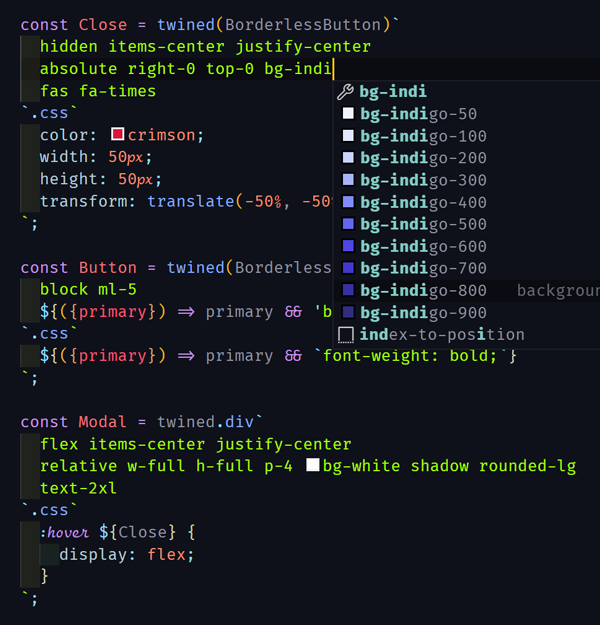 const Close = twined(BorderlessButton)`
hidden items-center justify-center
absolute right-0 top-0 bg-indi
fas fa-times
`.css`
color: crimson;
width: 50px;
height: 50px;
transform: translate(-50%, -50%
`;
bg-indi
bg-indigo-50
bg-indigo-100
bg-indigo-200
bg-indigo-300
bg-indigo-400
bg-indigo-500
bg-indigo-600
bg-indigo-700
bg-indigo-800 backgroun
bg-indigo-900
index-to-position
const Button = twined(Borderless
block ml-5
${({primary}) => primary && 'b
`.css`
${({primary}) => primary && `font-weight: bold;`}
`;
const Modal = twined.div`
flex items-center justify-center
relative w-full h-full p-4 bg-white shadow rounded-lg
text-2xl
`.css`
:hover ${Close} {
display: flex;
}
`;